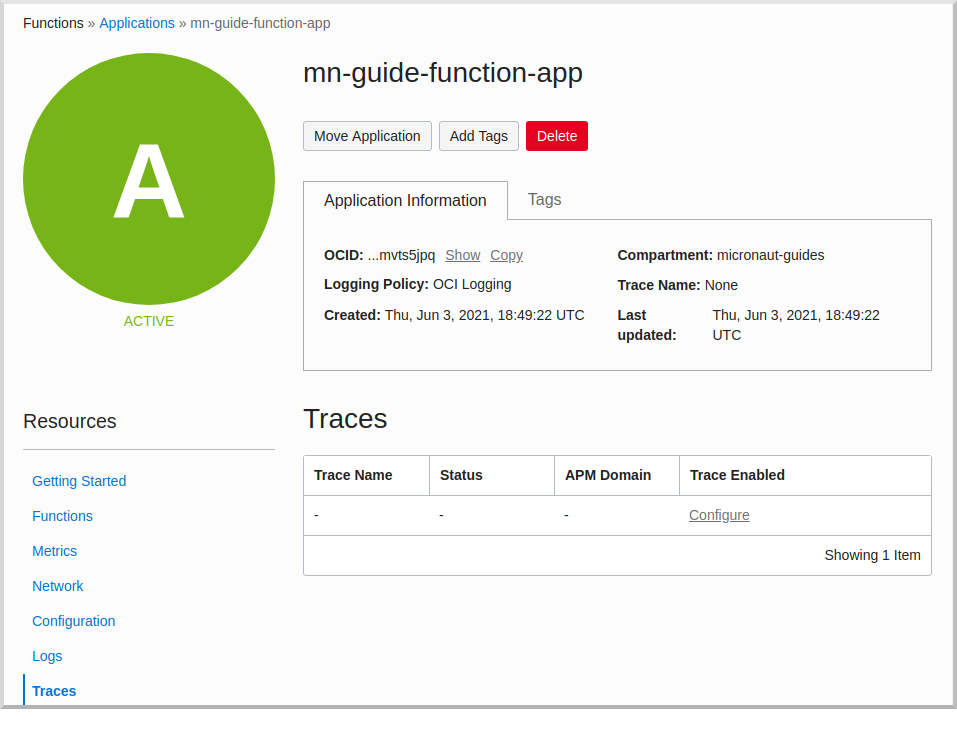 Functions » Applications » mn-guide-function-app
A
ACTIVE
mn-guide-function-app
Move Application Add Tags Delete
Application Information Tags
OCID: ...mvts5jpq Show Copy
Logging Policy: OCI Logging
Created: Thu, Jun 3, 2021, 18:49:22 UTC
Compartment: micronaut-guides
Trace Name: None
Last updated: Thu, Jun 3, 2021, 18:49:22 UTC
Resources
Getting Started
Functions
Metrics
Network
Configuration
Logs
Traces
Traces
Trace Name Status APM Domain Trace Enabled
- - - Configure
Showing 1 Item